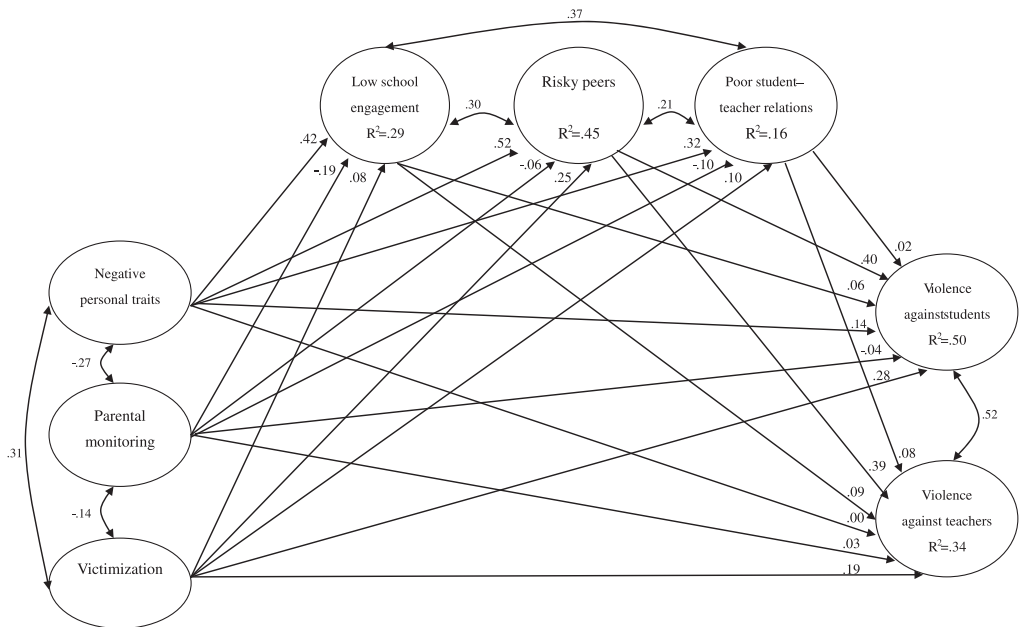 .37
Low school
engagement
R²=.29
Risky peers
R²=.45
Poor student–
teacher relations
R²=.16
.30
.21
.42
-.19
.08
.52
-.06
.25
.32
-.10
.10
Negative
personal traits
-.27
Parental
monitoring
.31
-.14
Victimization
.02
.40
.06
.14
-.04
.28
Violence
againststudents
R²=.50
.52
.08
.39
.09
.00
.03
.19
Violence
against teachers
R²=.34